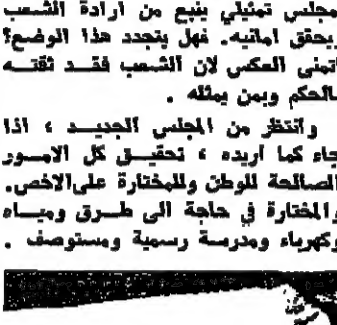 مجلس تمثيلي ينبع من ارادة الشعب
يحقق امانيه. فهل يتجدد هذا الوضع؟
اتمنى العكس لان الشعب فقد ثقته
بالحكم وبمن يمثله .
وانتظر من المجلس الجديد ، اذا
جاء كما اريده ، تحقيق كل الامور
الصالحة للوطن وللمختارة على الاخص.
والمختارة في حاجة الى طرق ومياه
وكهرباء ومدرسة رسمية ومستوصف .